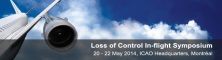 Loss of Control In-flight Symposium
20 - 22 May 2014, ICAO Headquarters, Montréal